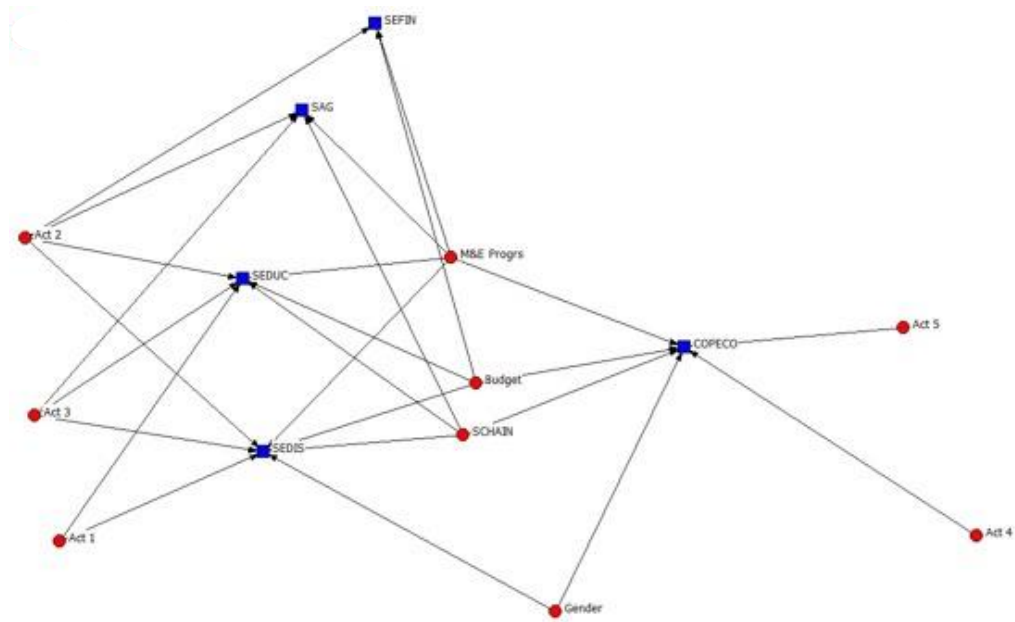 SEFIN
SAG
Act 2
M&E Progrs
SEDUC
Act 5
COPECO
Budget
Act 3
SCHAIN
SEDIS
Act 4
Act 1
Gender